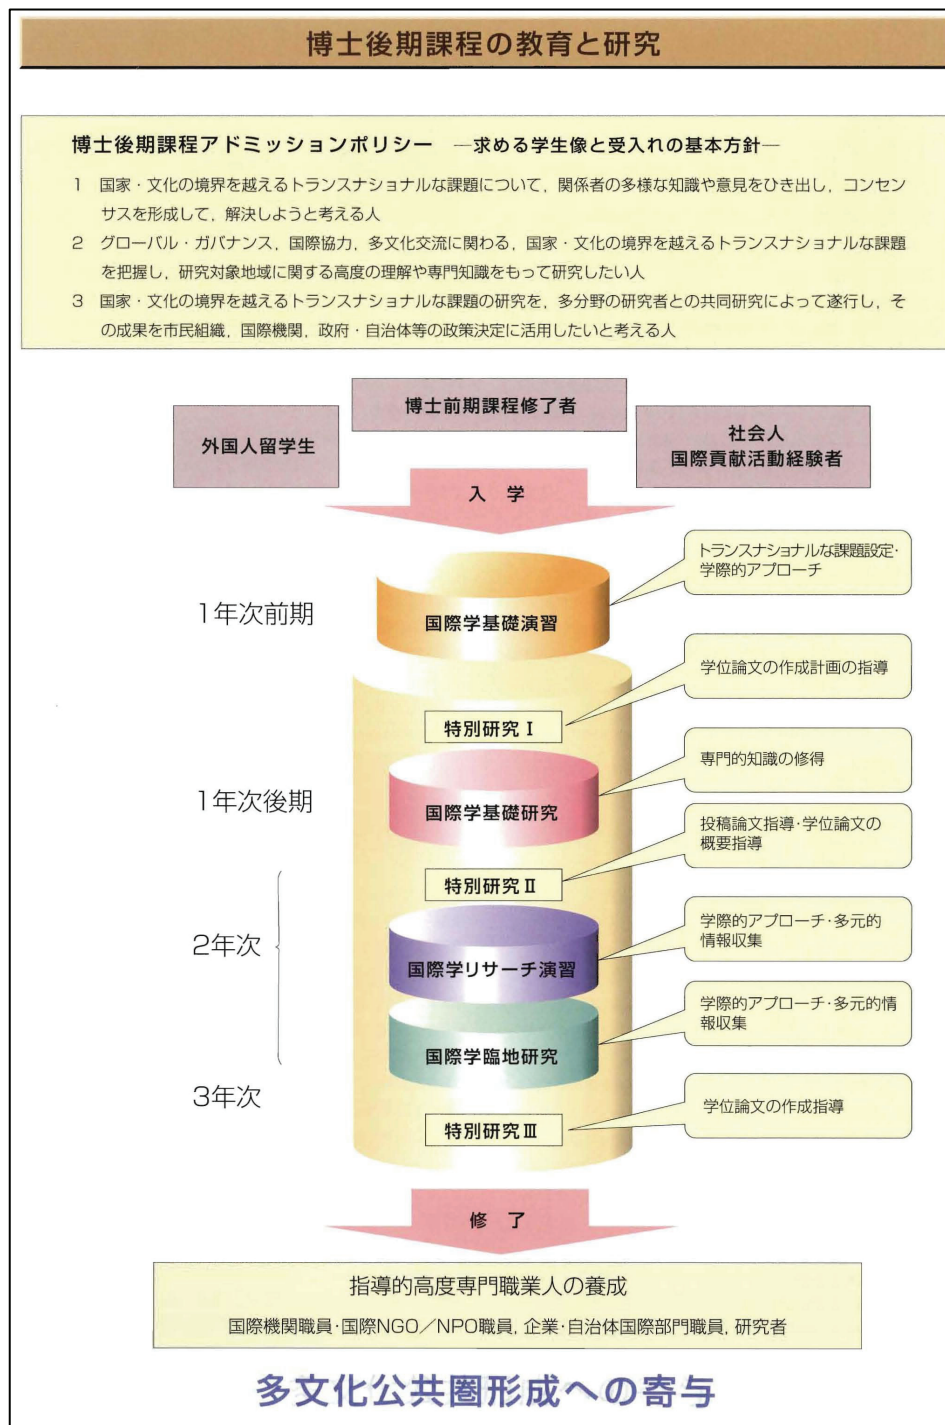 博士後期課程の教育と研究
博士後期課程アドミッションポリシー ―求める学生像と受入れの基本方針―
1 国家・文化の境界を越えるトランスナショナルな課題について，関係者の多様な知識や意見をひき出し，コンセン
サスを形成して，解決しようと考える人
2 グローバル・ガバナンス，国際協力，多文化交流に関わる，国家・文化の境界を越えるトランスナショナルな課題
を把握し，研究対象地域に関する高度の理解や専門知識をもって研究したい人
3 国家・文化の境界を越えるトランスナショナルな課題の研究を，多分野の研究者との共同研究によって遂行し，そ
の成果を市民組織，国際機関，政府・自治体等の政策決定に活用したいと考える人
博士前期課程修了者
外国人留学生
社会人
国際貢献活動経験者
入 学
1年次前期
国際学基礎演習
トランスナショナルな課題設定・
学際的アプローチ
特別研究Ⅰ
学位論文の作成計画の指導
1年次後期
国際学基礎研究
専門的知識の修得
特別研究Ⅱ
投稿論文指導・学位論文の
概要指導
2年次
国際学リサーチ演習
学際的アプローチ・多元的
情報収集
国際学臨地研究
学際的アプローチ・多元的情
報収集
3年次
特別研究Ⅲ
学位論文の作成指導
修 了
指導的高度専門職業人の養成
国際機関職員・国際NGO／NPO職員，企業・自治体国際部門職員，研究者
多文化公共圏形成への寄与